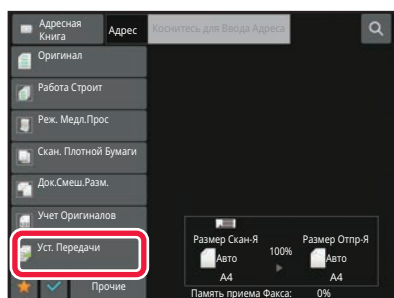 Адресная
Книга
Адрес
Коснитесь для Ввода Адреса
Оригинал
Работа Строит
Реж. Медл.Прос
Скан. Плотной Бумаги
Док.Смеш.Разм.
Учет Оригиналов
Уст. Передачи
Прочие
Размер Скан-Я
100%
Размер Отпр-Я
Авто
Авто
A4
A4
Память приема Факса:
0%